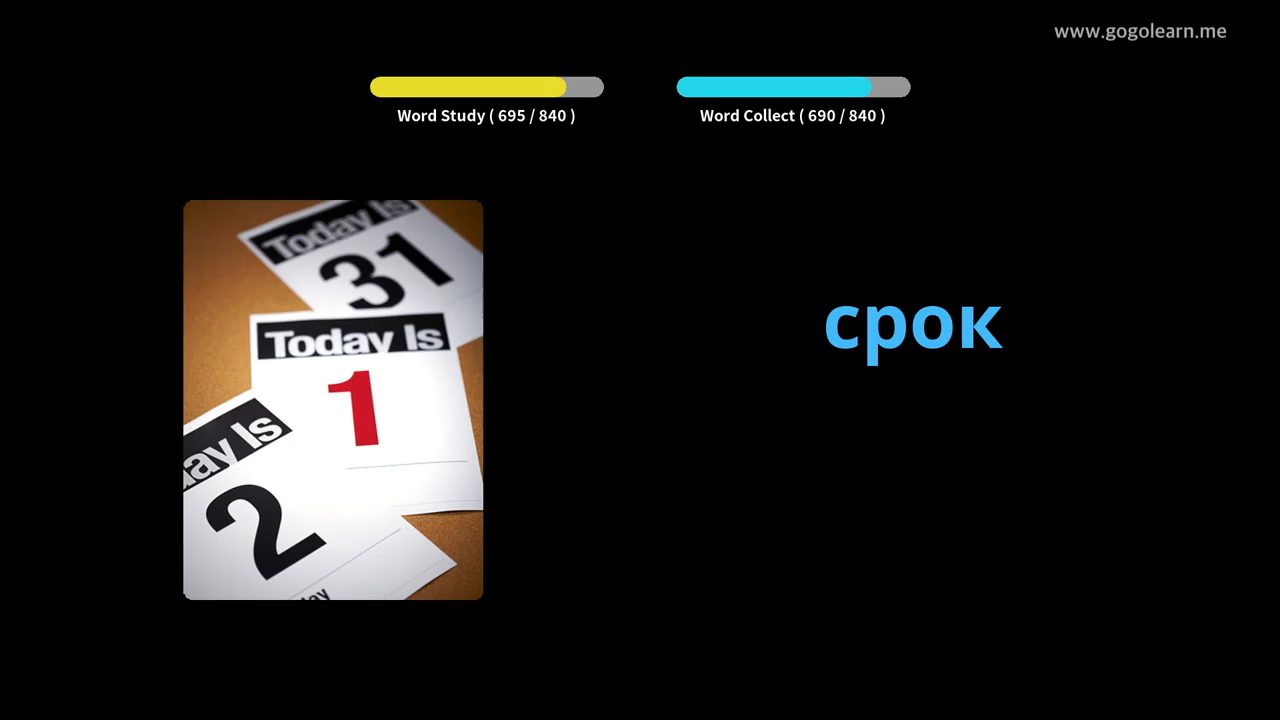 www.gogolearn.me
Word Study ( 695 / 840 )
Word Collect ( 690 / 840 )
Today Is
31
Today Is
1
ay Is
2
ay
срок